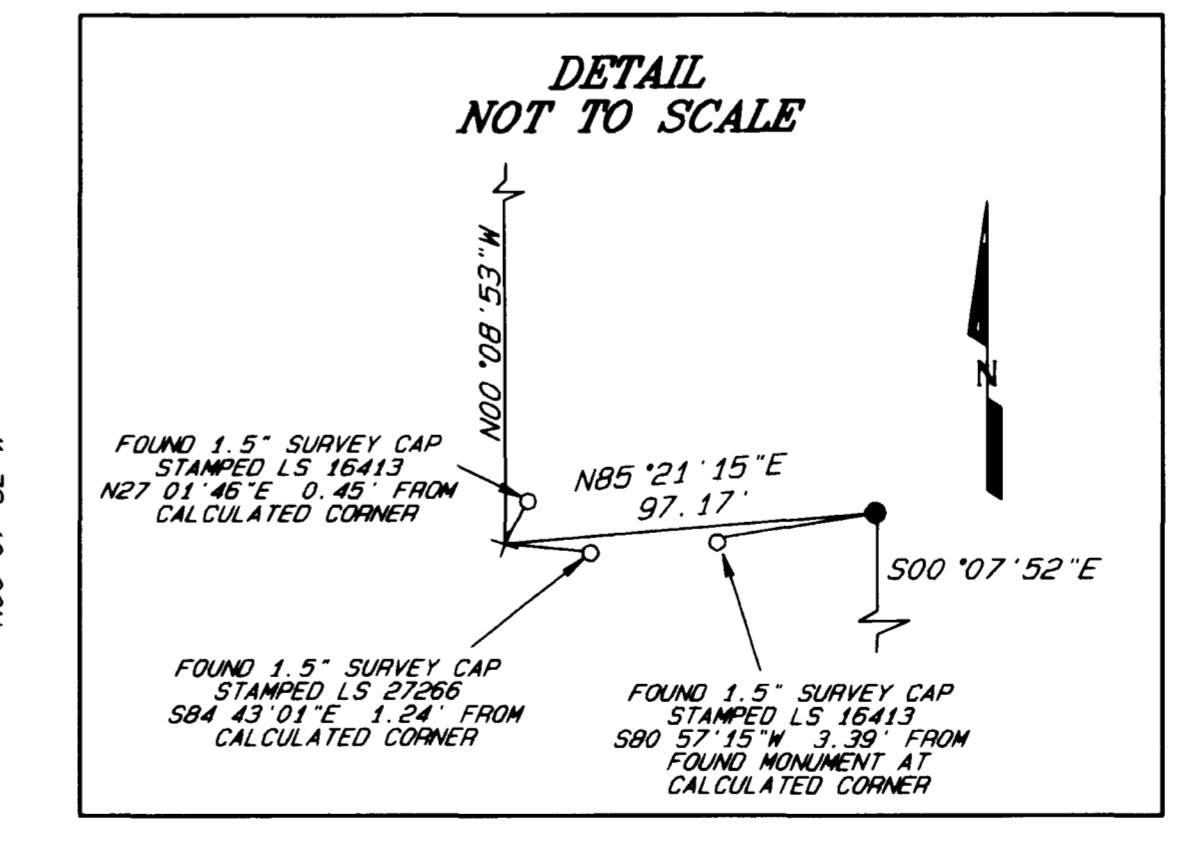 DETAIL
NOT TO SCALE
N00 °08 '53 "W
N
FOUND 1.5" SURVEY CAP
STAMPED LS 16413
N27 01'46"E 0.45' FROM
CALCULATED CORNER
N85 °21 '15 "E
97.17 '
S00 °07 '52 "E
FOUND 1.5" SURVEY CAP
STAMPED LS 27266
S84 43'01"E 1.24' FROM
CALCULATED CORNER
FOUND 1.5" SURVEY CAP
STAMPED LS 16413
S80 57'15"W 3.39' FROM
FOUND MONUMENT AT
CALCULATED CORNER